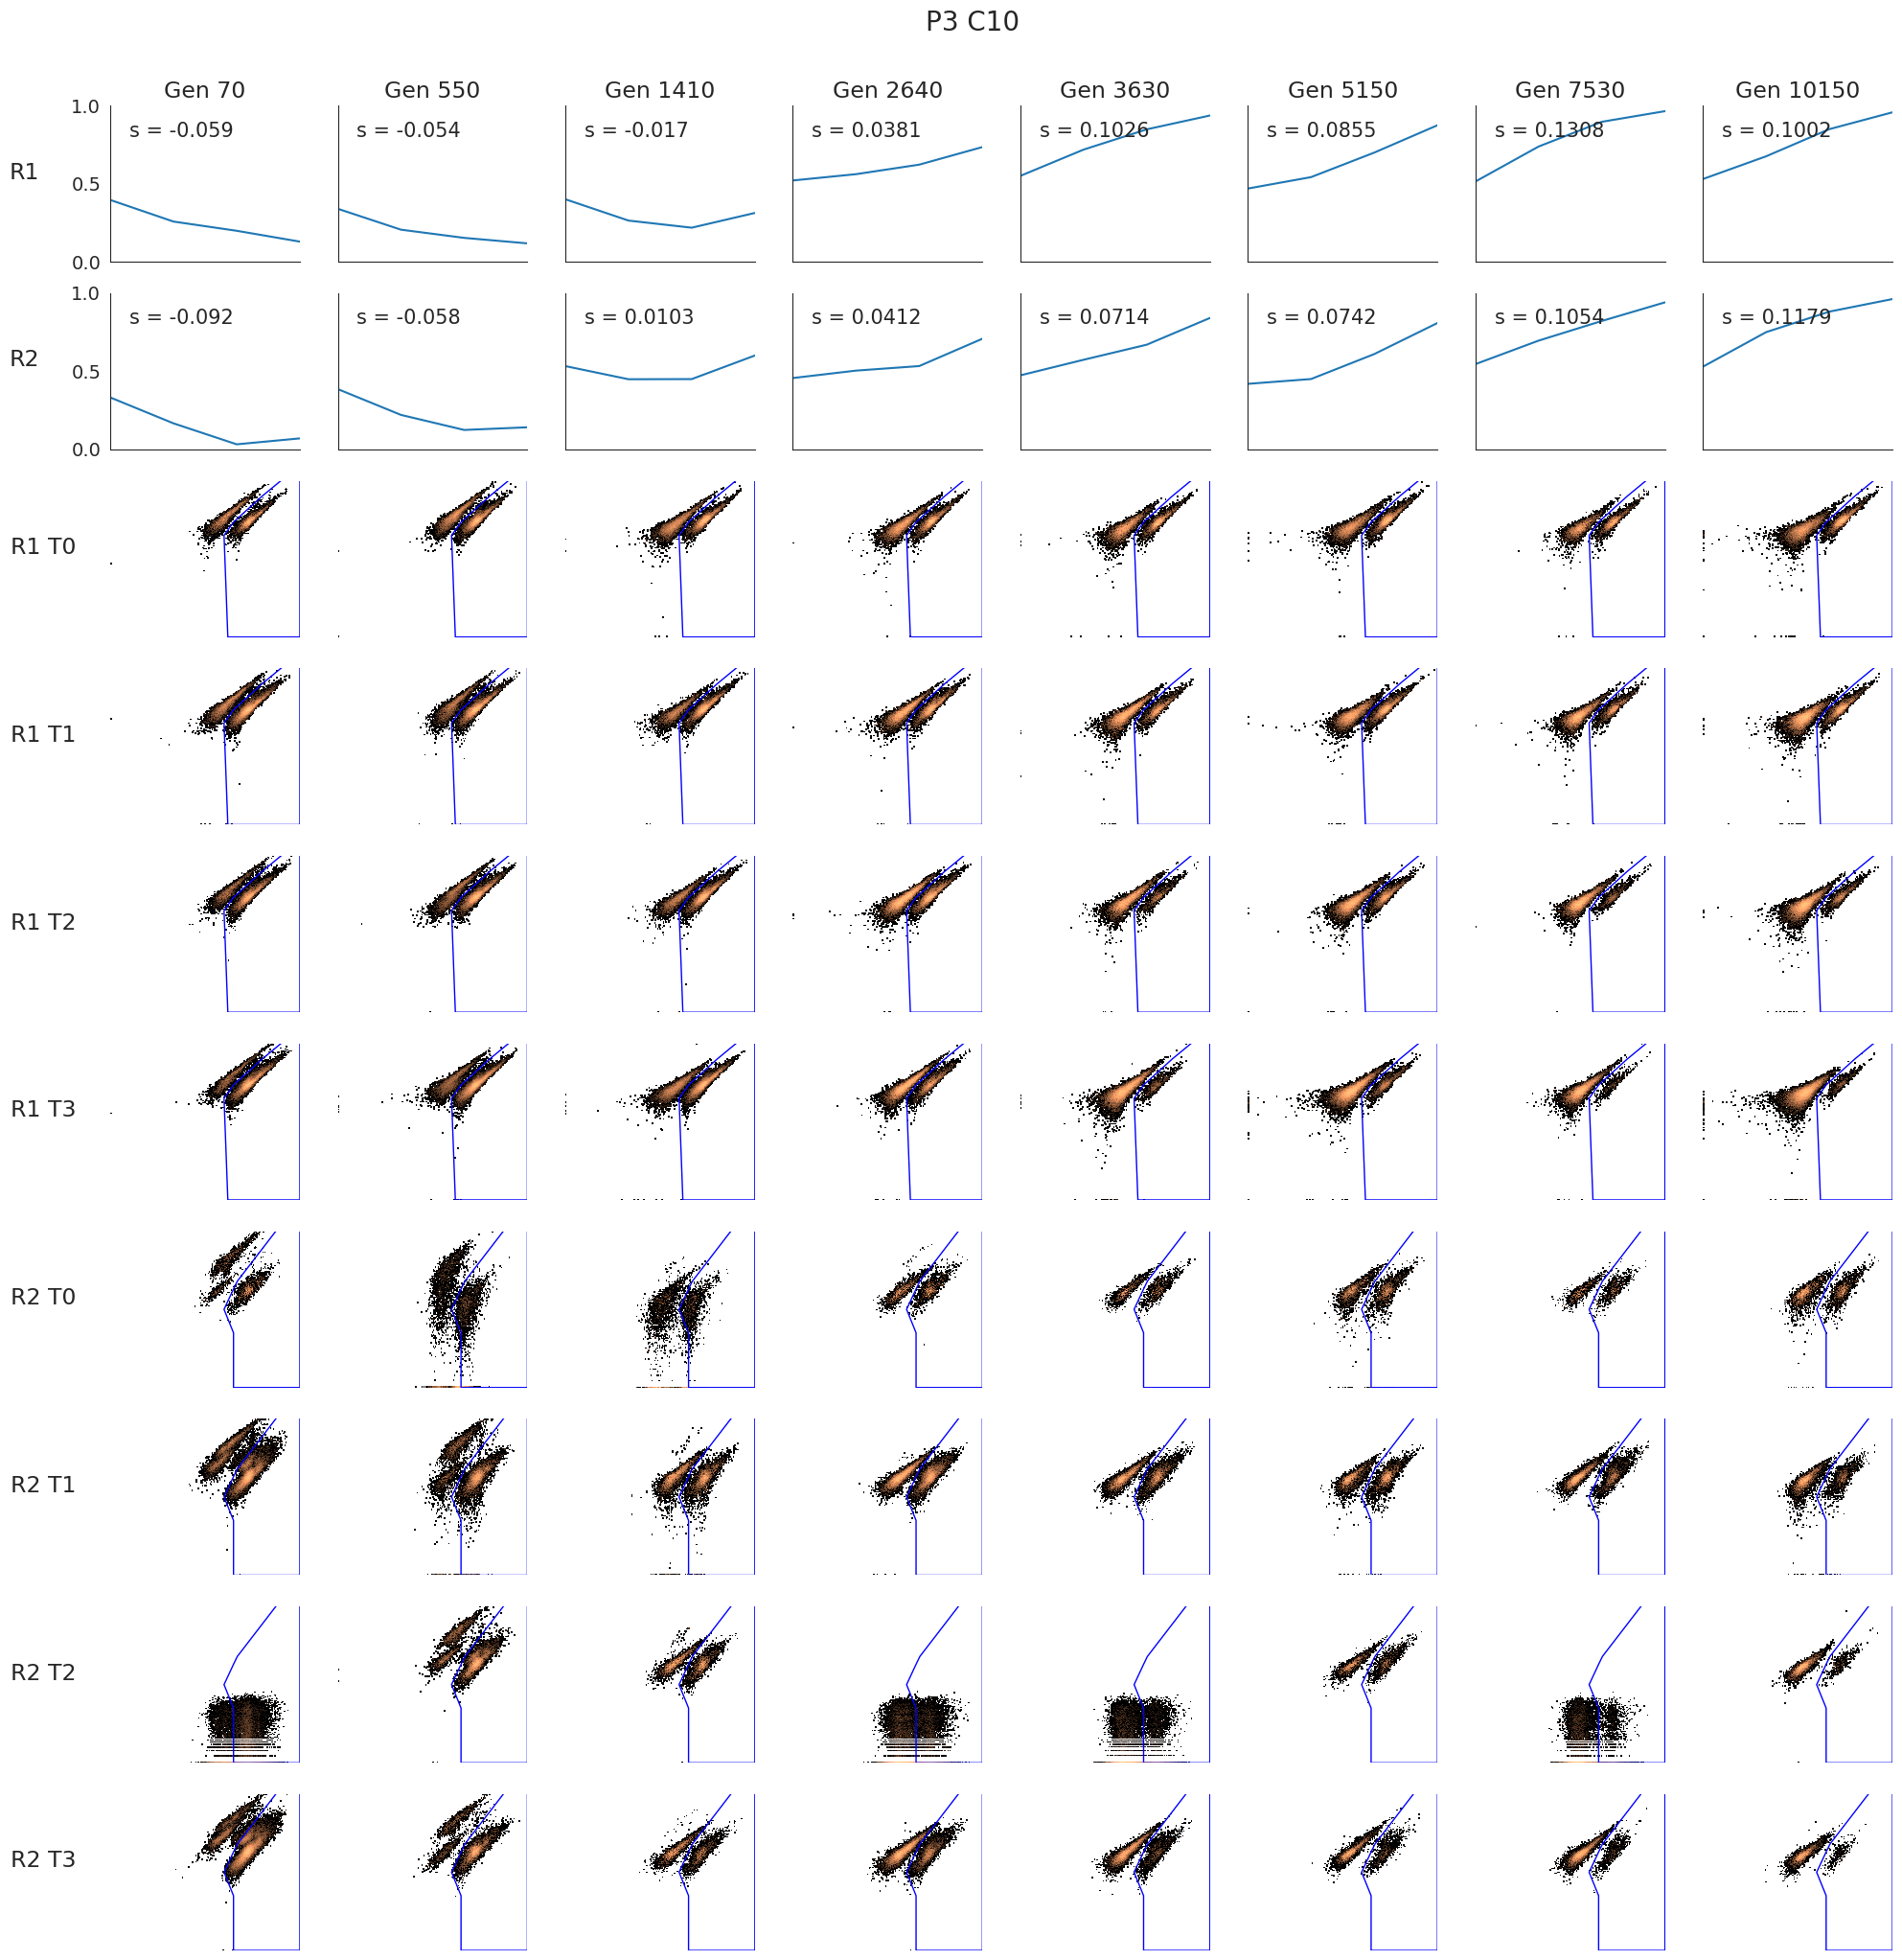 P3 C10
Gen 70 Gen 550 Gen 1410 Gen 2640 Gen 3630 Gen 5150 Gen 7530 Gen 10150
1.0
s = -0.059 s = -0.054 s = -0.017 s = 0.0381 s = 0.1026 s = 0.0855 s = 0.1308 s = 0.1002
R1
0.5
0.0
1.0
s = -0.092 s = -0.058 s = 0.0103 s = 0.0412 s = 0.0714 s = 0.0742 s = 0.1054 s = 0.1179
R2
0.5
0.0
R1 T0
R1 T1
R1 T2
R1 T3
R2 T0
R2 T1
R2 T2
R2 T3